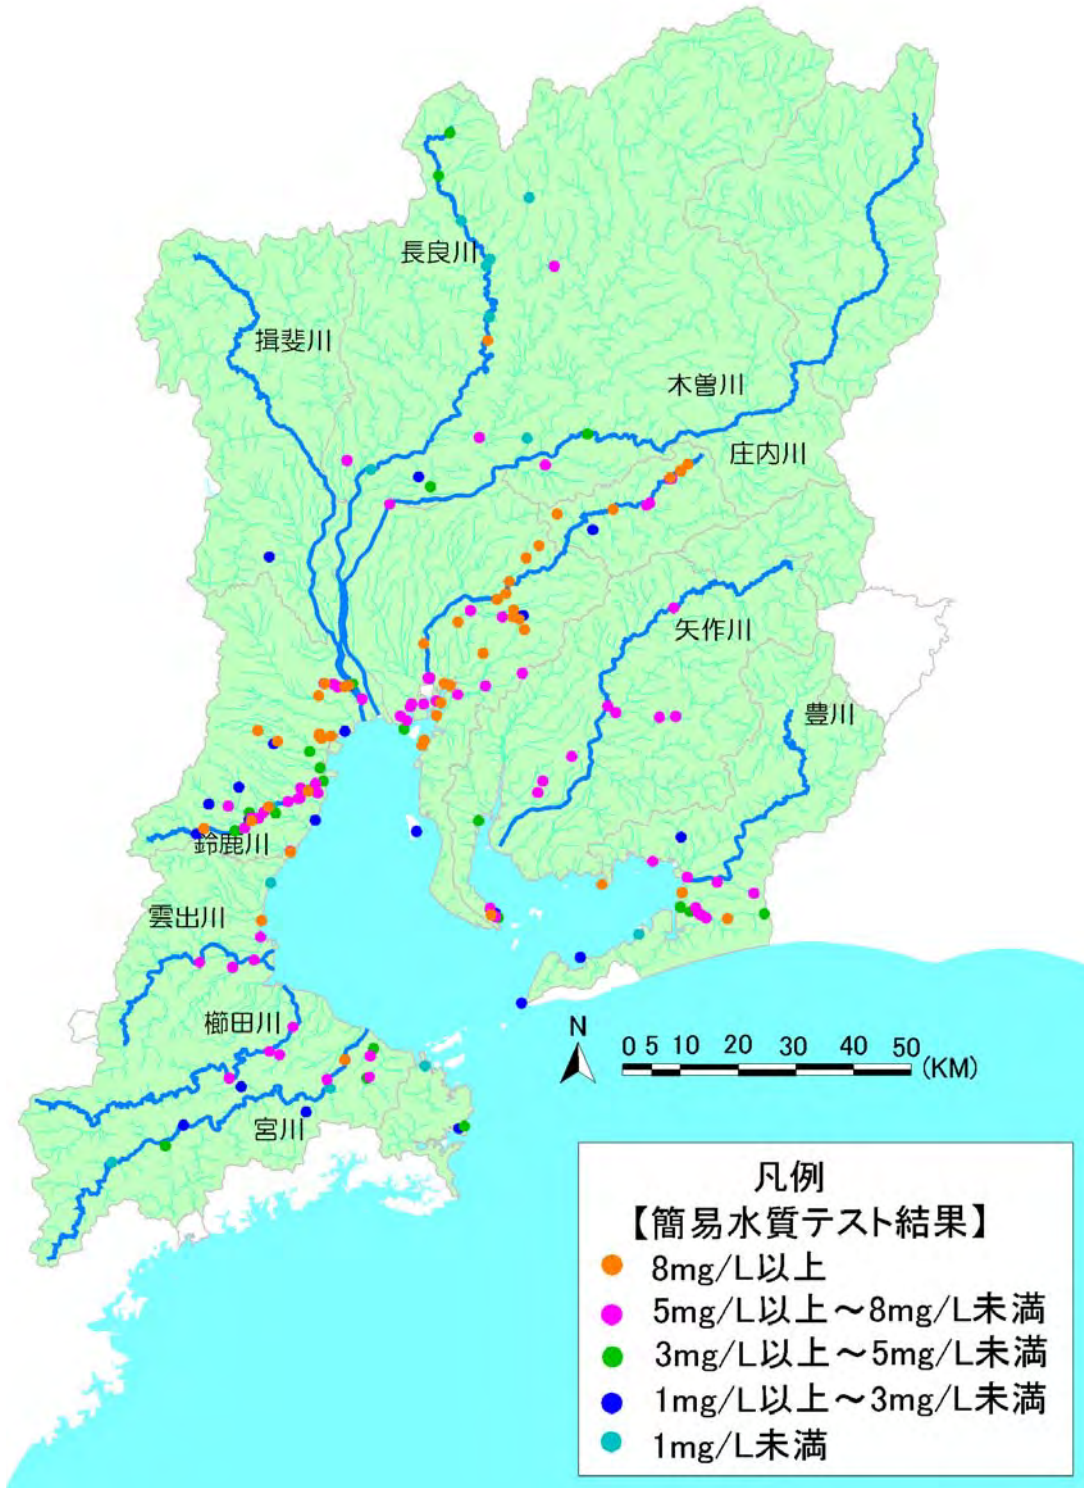 長良川
揖斐川
木曽川
庄内川
矢作川
豊川
鈴鹿川
雲出川
櫛田川
宮川
N
0 5 10 20 30 40 50
(KM)
凡例
【簡易水質テスト結果】
8mg/L以上
5mg/L以上～8mg/L未満
3mg/L以上～5mg/L未満
1mg/L以上～3mg/L未満
1mg/L未満